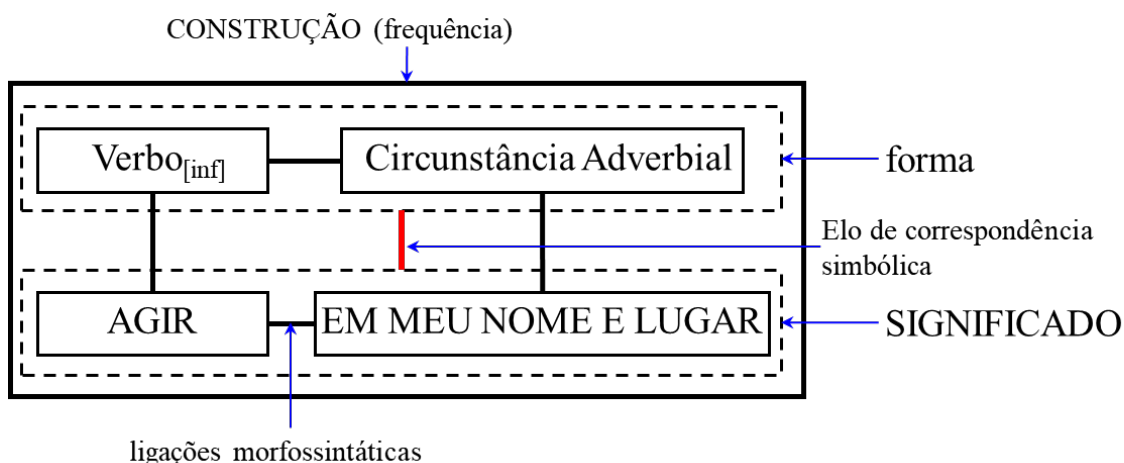 CONSTRUÇÃO (frequência)
Verbo[inf]
Circunstância Adverbial
forma
Elo de correspondência
simbólica
AGIR
EM MEU NOME E LUGAR
SIGNIFICADO
ligações morfossintáticas